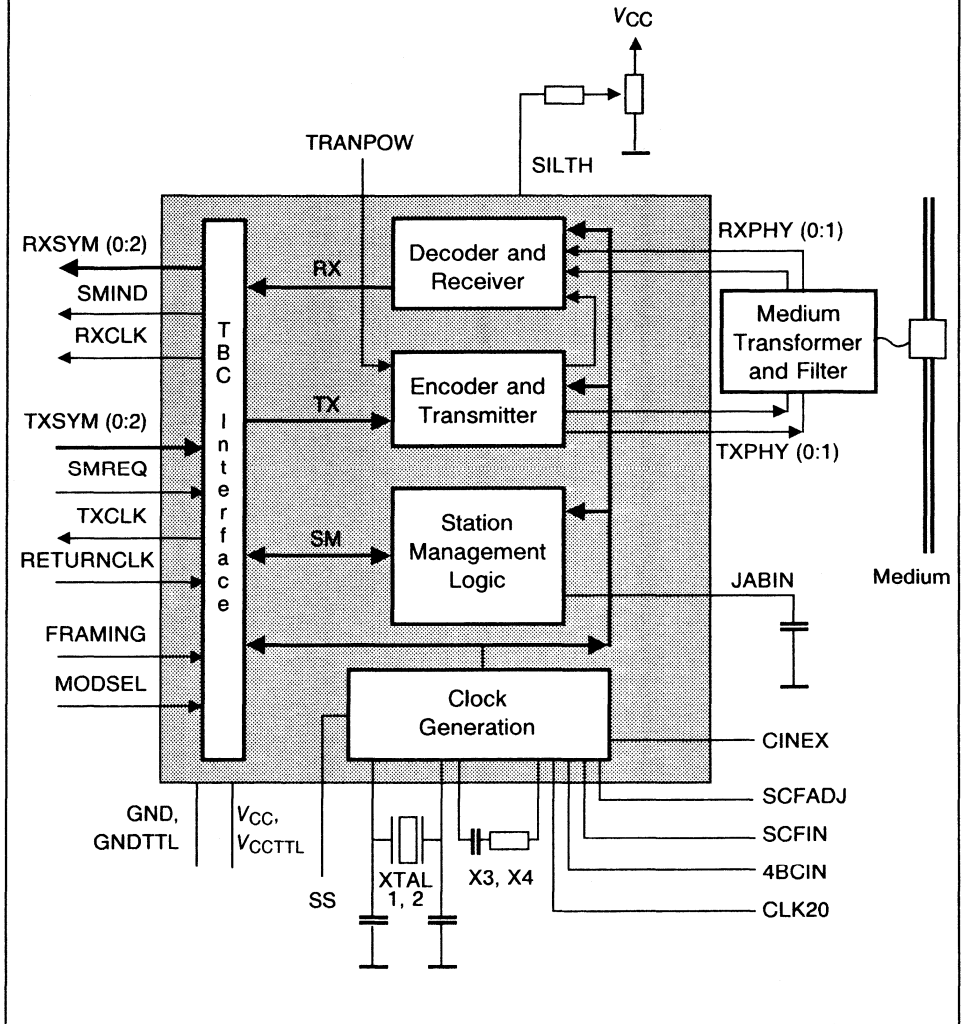 VCC
TRANPOW
SILTH
RXSYM (0:2)
SMIND
RXCLK
TXSYM (0:2)
SMREQ
TXCLK
RETURNCLK
FRAMING
MODSEL
TBC Interface
RX
TX
SM
Decoder and
Receiver
Encoder and
Transmitter
Station
Management
Logic
Clock
Generation
RXPHY (0:1)
Medium
Transformer
and Filter
TXPHY (0:1)
Medium
JABIN
CINEX
SCFADJ
SCFIN
4BCIN
CLK20
GND,
GNDTTL
VCC,
VCCTTL
SS
XTAL
1, 2
X3, X4